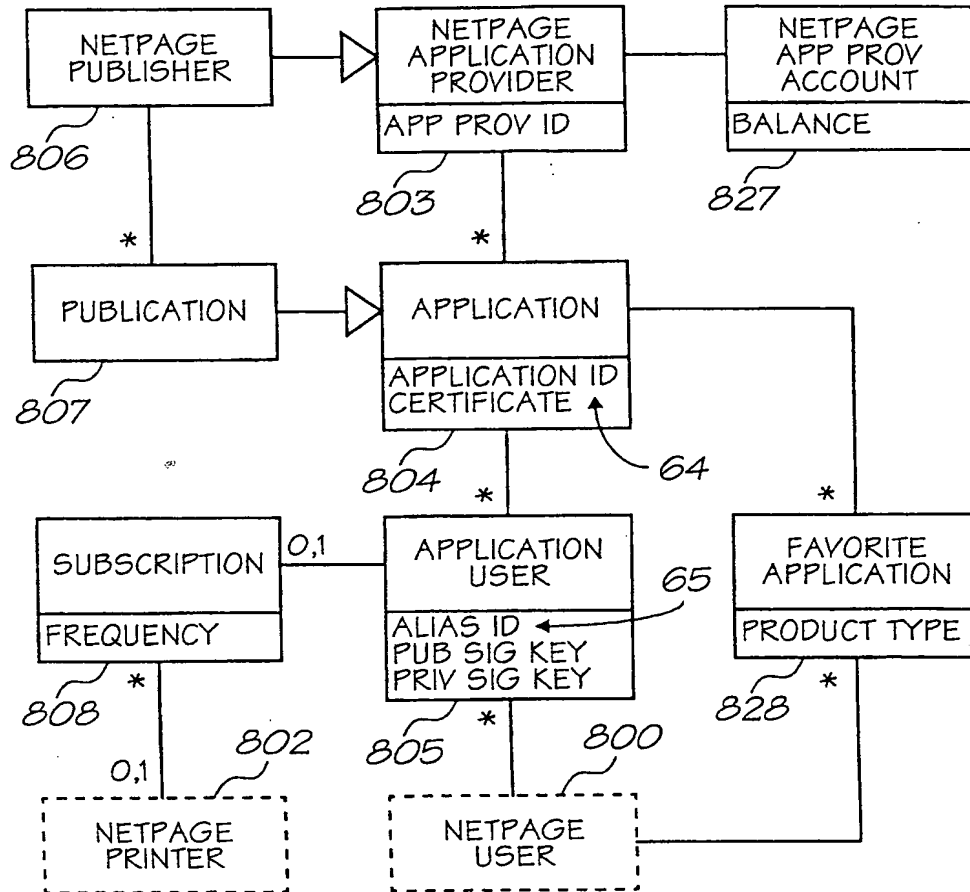 NETPAGE
PUBLISHER
806
NETPAGE
APPLICATION
PROVIDER
APP PROV ID
803
NETPAGE
APP PROV
ACCOUNT
BALANCE
827
*
*
PUBLICATION
807
APPLICATION
APPLICATION ID
CERTIFICATE
64
804
*
*
SUBSCRIPTION
FREQUENCY
808
0,1
APPLICATION
USER
ALIAS ID
PUB SIG KEY
PRIV SIG KEY
65
805
FAVORITE
APPLICATION
PRODUCT TYPE
828
*
*
*
802
800
0,1
NETPAGE
PRINTER
NETPAGE
USER